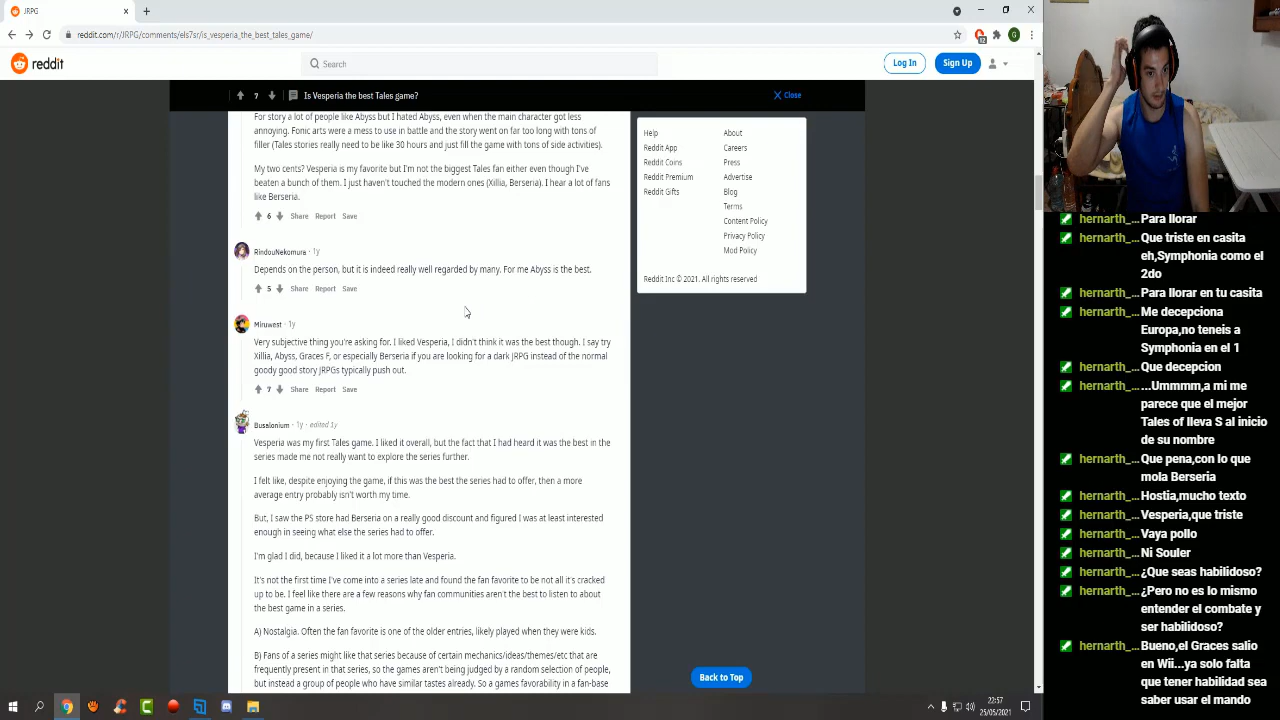 JRPG
reddit.com/r/JRPG/comments/els7sr/is_vesperia_the_best_tales_game/
reddit
Search
Log In
Sign Up
7
Is Vesperia the best Tales game?
Close
For story a lot of people like Abyss but I hated Abyss, even when the main character got less
annoying. Fonic arts were a mess to use in battle and the story went on far too long with tons of
filler (Tales stories really need to be like 30 hours and just fill the game with tons of side activities).
My two cents? Vesperia is my favorite but I'm not the biggest Tales fan either even though I've
beaten a bunch of them. I just haven't touched the modern ones (Xillia, Berseria). I hear a lot of fans
like Berseria.
6 Share Report Save
RindouNekomura · 1y
Depends on the person, but it is indeed really well regarded by many. For me Abyss is the best.
5 Share Report Save
Miruwest · 1y
Very subjective thing you're asking for. I liked Vesperia, I didn't think it was the best though. I say try
Xillia, Abyss, Graces F, or especially Berseria if you are looking for a dark JRPG instead of the normal
goody good story JRPGs typically push out.
7 Share Report Save
Busalonium · 1y · edited 1y
Vesperia was my first Tales game. I liked it overall, but the fact that I had heard it was the best in the
series made me not really want to explore the series further.
I felt like, despite enjoying the game, if this was the best the series had to offer, then a more
average entry probably isn't worth my time.
But, I saw the PS store had Berseria on a really good discount and figured I was at least interested
enough in seeing what else the series had to offer.
I'm glad I did, because I liked it a lot more than Vesperia.
It's not the first time I've come into a series late and found the fan favorite to be not all it's cracked
up to be. I feel like there are a few reasons why fan communities aren't the best to listen to about
the best game in a series.
A) Nostalgia. Often the fan favorite is one of the older entries, likely played when they were kids.
B) Fans of a series might like that series because of certain mechanics/ideas/themes/etc that are
frequently present in that series, so the games aren't being judged by a random selection of people,
but instead a group of people who have similar tastes already. So a games favorability in a fan-base
Help
About
Reddit App
Careers
Reddit Coins
Press
Reddit Premium
Advertise
Reddit Gifts
Blog
Terms
Content Policy
Privacy Policy
Mod Policy
Reddit Inc © 2021. All rights reserved
Back to Top
hernarth_... Para llorar
hernarth_... Que triste en casita
eh,Symphonia como el
2do
hernarth_... Para llorar en tu casita
hernarth_... Me decepciona
Europa,no teneis a
Symphonia en el 1
hernarth_... Que decepcion
hernarth_... ...Ummmm,a mi me
parece que el mejor
Tales of lleva S al inicio
de su nombre
hernarth_... Que pena,con lo que
mola Berseria
hernarth_... Hostia,mucho texto
hernarth_... Vesperia,que triste
hernarth_... Vaya pollo
hernarth_... Ni Souler
hernarth_... ¿Que seas habilidoso?
hernarth_... ¿Pero no es lo mismo
entender el combate y
ser habilidoso?
hernarth_... Bueno,el Graces salio
en Wii...ya solo falta
que tener habilidad sea
saber usar el mando
22:57
25/05/2021